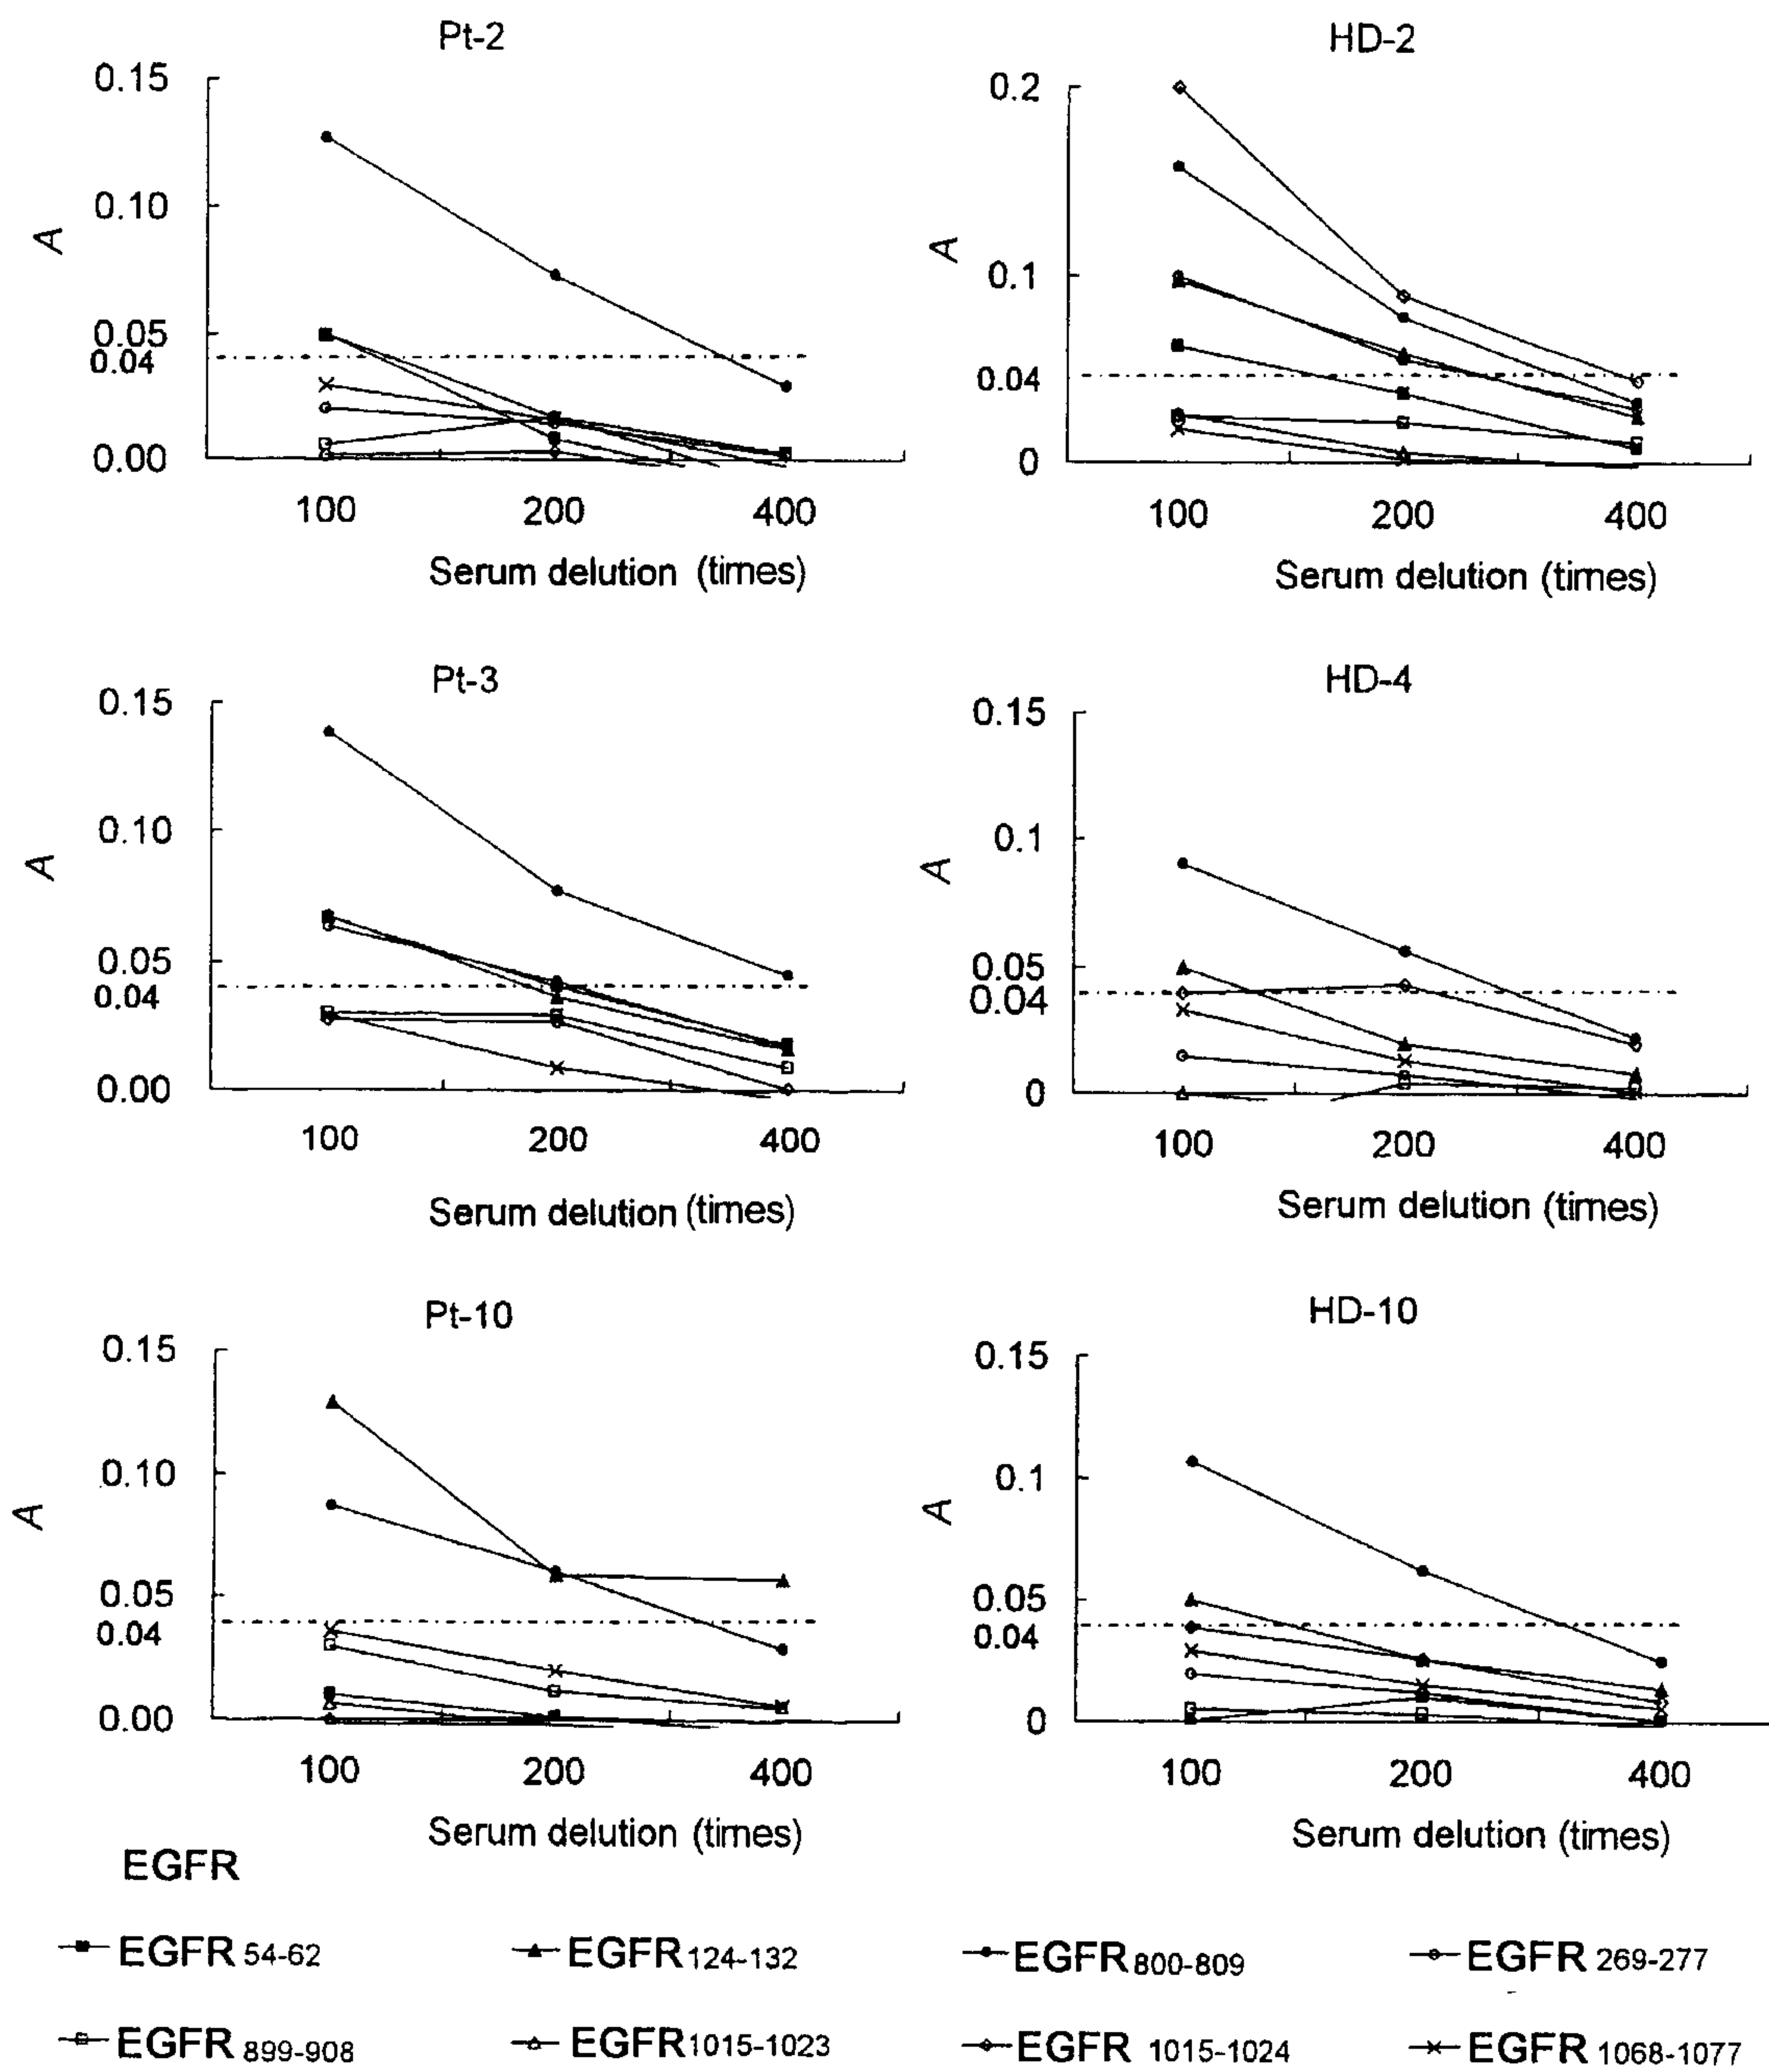 Pt-2
0.15
0.10
0.05
0.04
0.00
A
100 200 400
Serum delution (times)
HD-2
0.2
0.1
0.04
0
A
100 200 400
Serum delution (times)
Pt-3
0.15
0.10
0.05
0.04
0.00
A
100 200 400
Serum delution (times)
HD-4
0.15
0.1
0.05
0.04
0
A
100 200 400
Serum delution (times)
Pt-10
0.15
0.10
0.05
0.04
0.00
A
100 200 400
Serum delution (times)
HD-10
0.15
0.1
0.05
0.04
0
A
100 200 400
Serum delution (times)
EGFR
EGFR 54-62 EGFR 124-132 EGFR 800-809 EGFR 269-277
EGFR 899-908 EGFR 1015-1023 EGFR 1015-1024 EGFR 1068-1077